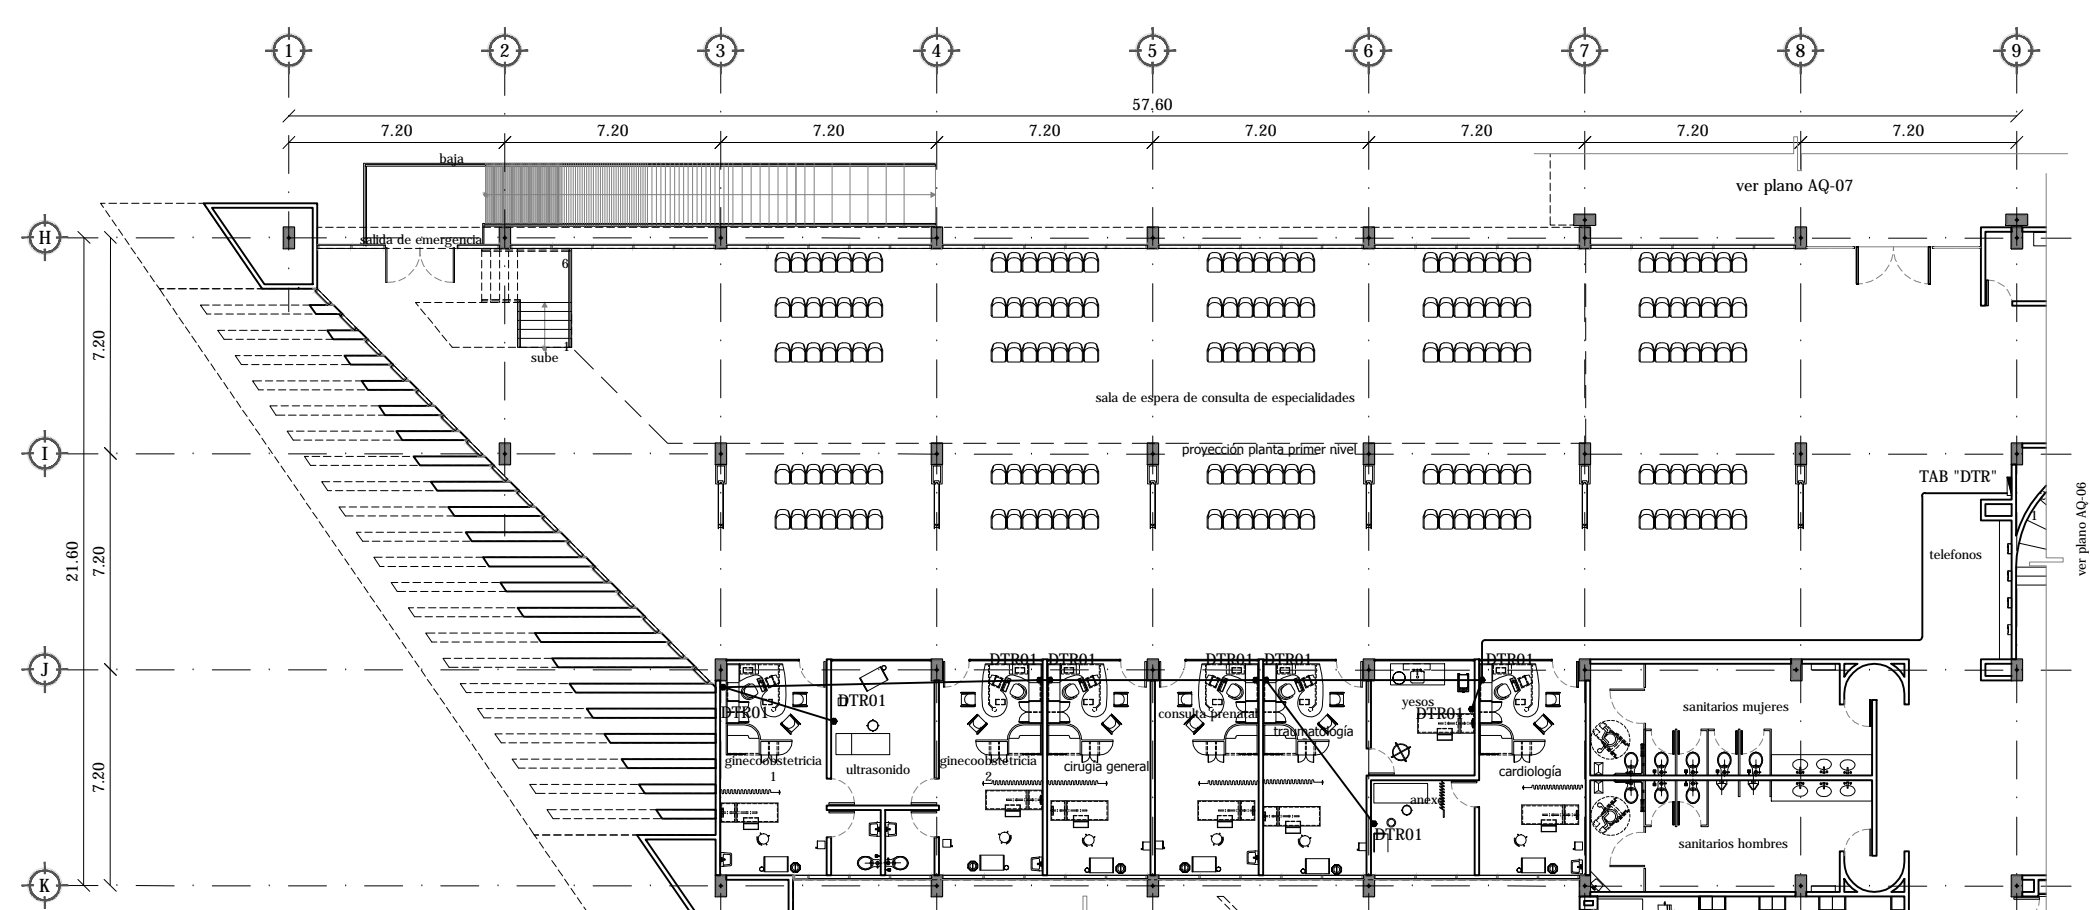 1 2 3 4 5 6 7 8 9
57.60
7.20 7.20 7.20 7.20 7.20 7.20 7.20 7.20
baja
ver plano AQ-07
H
salida de emergencia
6
7.20
1
sube
sala de espera de consulta de especialidades
I
proyección planta primer nivel
TAB "DTR"
ver plano AQ-06
1
21.60
7.20
telefonos
J
DTR01 DTR01 DTR01 DTR01 DTR01
DTR01
DTR01
yesos
DTR01
consulta prenatal
sanitarios mujeres
traumatología
ginecoobstetricia
1
ultrasonido
ginecoobstetricia
2
cirugía general
cardiología
7.20
anexo
DTR01
sanitarios hombres
K